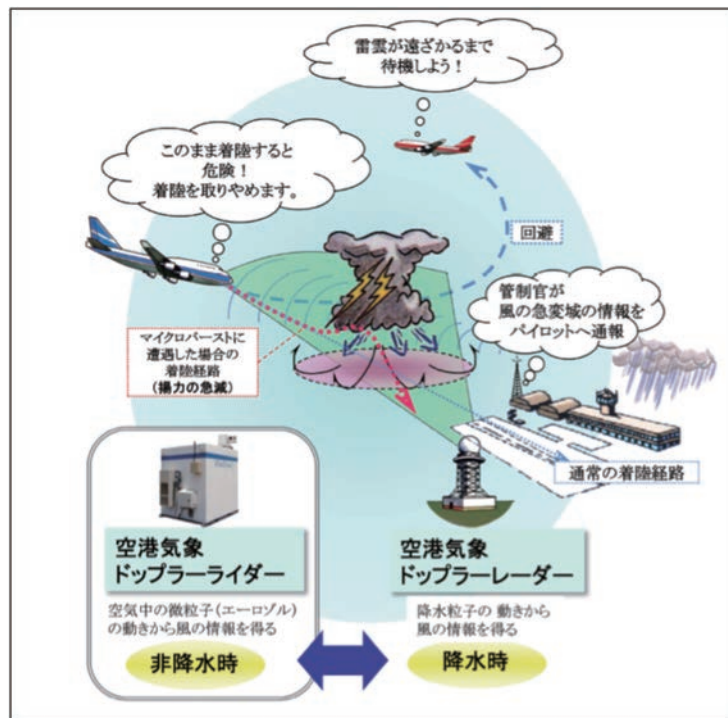 雷雲が遠ざかるまで
待機しよう！
このまま着陸すると
危険！
着陸を取りやめます。
回避
管制官が
風の急変域の情報を
パイロットへ通報
マイクロバーストに
遭遇した場合の
着陸経路
(揚力の急減)
通常の着陸経路
空港気象
ドップラーライダー
空気中の微粒子(エーロゾル)
の動きから風の情報を得る
非降水時
空港気象
ドップラーレーダー
降水粒子の 動きから
風の情報を得る
降水時